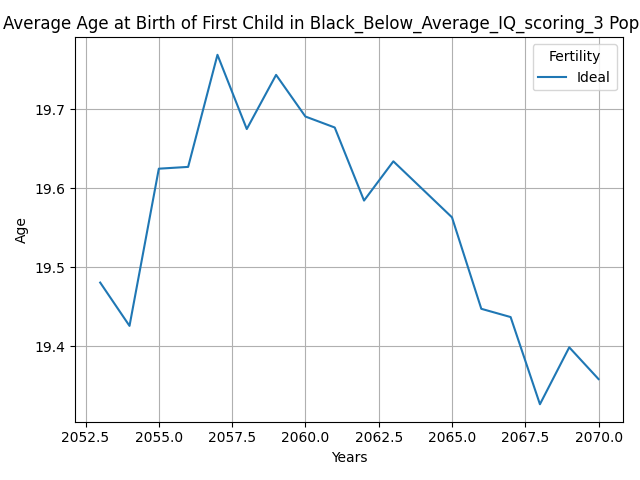 Average Age at Birth of First Child in Black_Below_Average_IQ_scoring_3 Pop
Fertility
Ideal
19.7
19.6
19.5
19.4
Age
2052.5 2055.0 2057.5 2060.0 2062.5 2065.0 2067.5 2070.0
Years